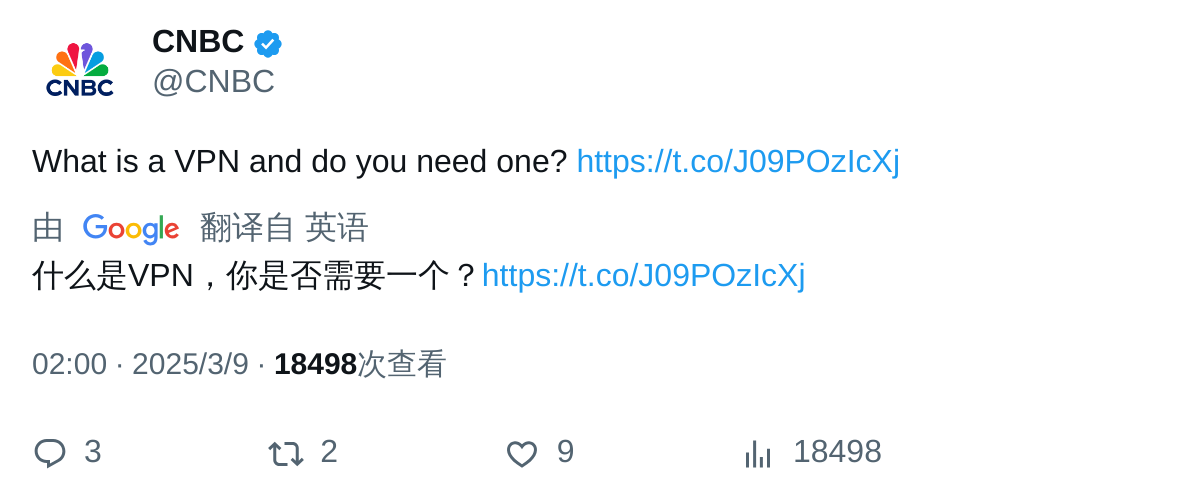 CNBC
CNBC
@CNBC
What is a VPN and do you need one? https://t.co/J09POzIcXj
由 Google 翻译自 英语
什么是VPN，你是否需要一个？https://t.co/J09POzIcXj
02:00 · 2025/3/9 · 18498次查看
3 2 9 18498